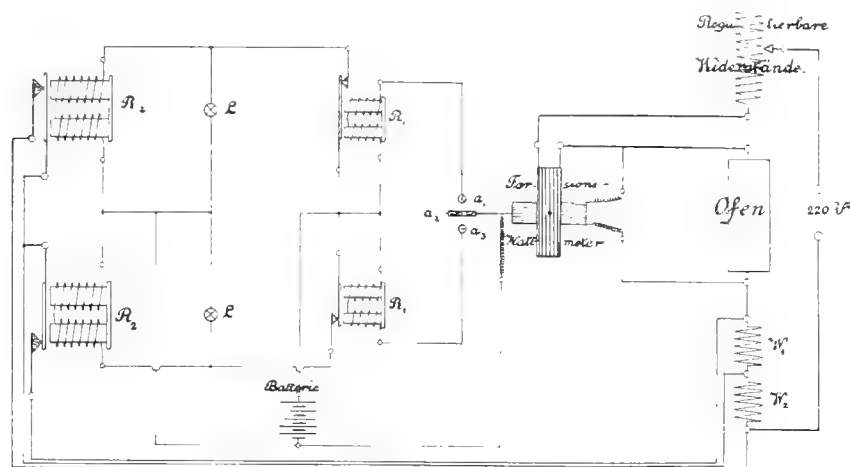 Regulierbare
Widerstände.
R₂
L
R₁
a₁
a₂
a₃
Torsions-
Wattmeter
Ofen
220 V
R₂
L
R₁
Batterie
W₁
W₂